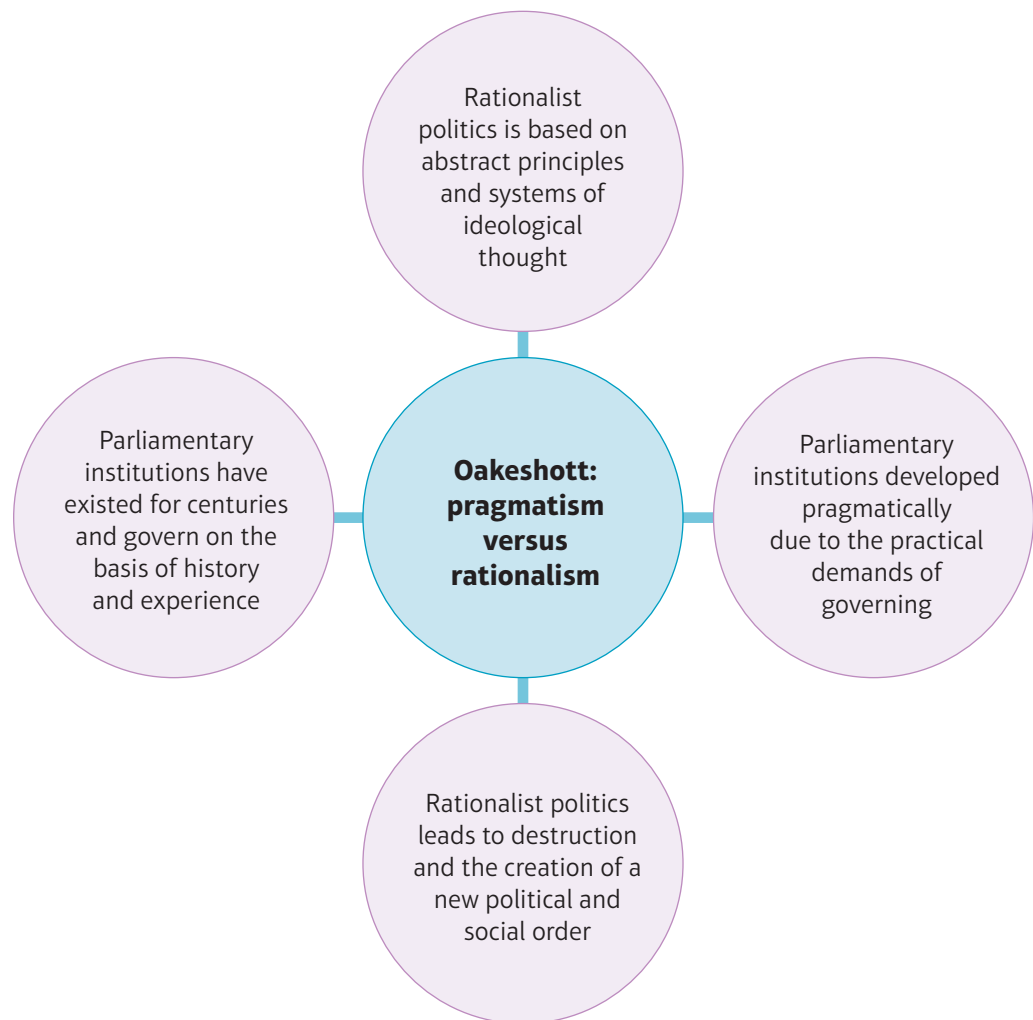 Rationalist
politics is based on
abstract principles
and systems of
ideological
thought
Parliamentary
institutions have
existed for centuries
and govern on the
basis of history
and experience
Oakeshott:
pragmatism
versus
rationalism
Parliamentary
institutions developed
pragmatically
due to the practical
demands of
governing
Rationalist politics
leads to destruction
and the creation of a
new political and
social order